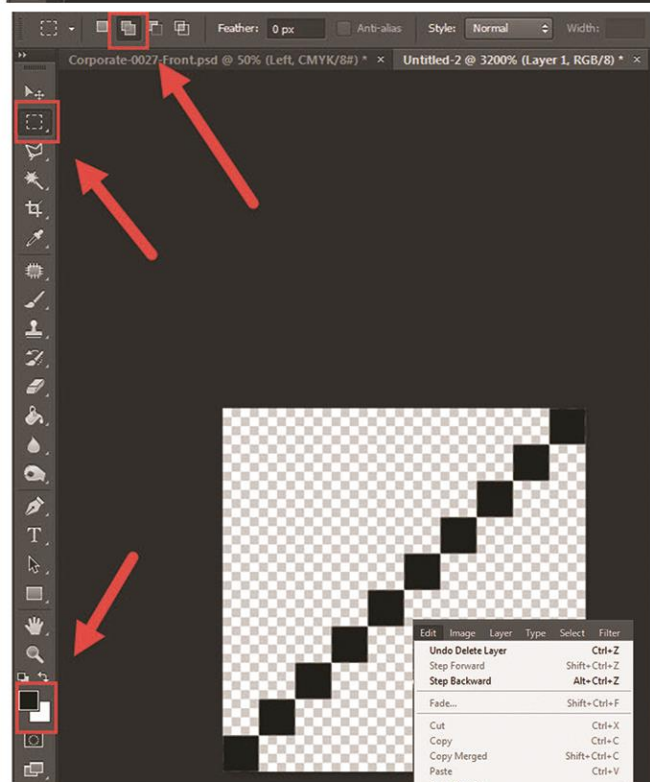 Feather: 0 px Anti-alias Style: Normal Width:
Corporate-0027-Front.psd @ 50% (Left, CMYK/8#) * × Untitled-2 @ 3200% (Layer 1, RGB/8) * ×
T
Edit Image Layer Type Select Filter
Undo Delete Layer Ctrl+Z
Step Forward Shift+Ctrl+Z
Step Backward Alt+Ctrl+Z
Fade... Shift+Ctrl+F
Cut Ctrl+X
Copy Ctrl+C
Copy Merged Shift+Ctrl+C
Paste Ctrl+V